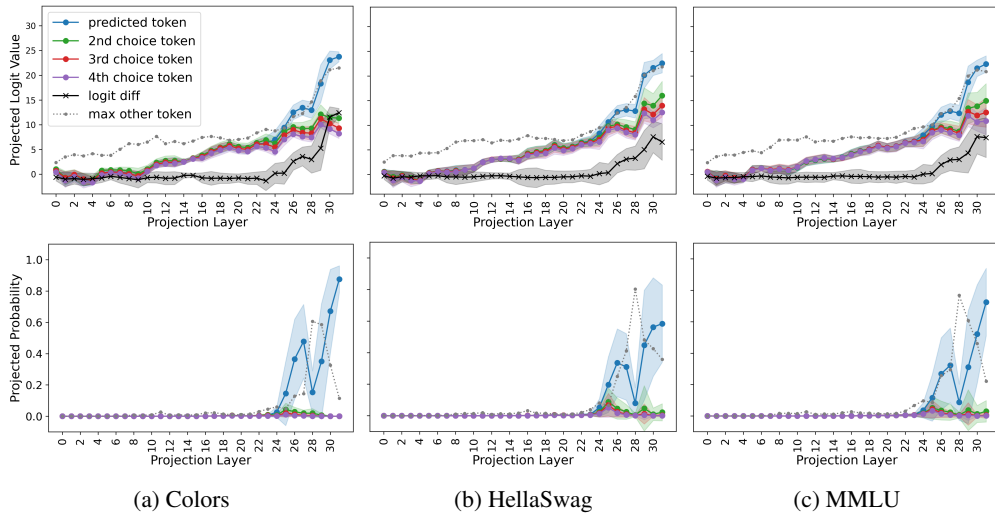 Projected Logit Value
30
25
20
15
10
5
0
predicted token
2nd choice token
3rd choice token
4th choice token
logit diff
max other token
0 2 4 6 8 10 12 14 16 18 20 22 24 26 28 30
Projection Layer
0 2 4 6 8 10 12 14 16 18 20 22 24 26 28 30
Projection Layer
0 2 4 6 8 10 12 14 16 18 20 22 24 26 28 30
Projection Layer
Projected Probability
1.0
0.8
0.6
0.4
0.2
0.0
0 2 4 6 8 10 12 14 16 18 20 22 24 26 28 30
Projection Layer
0 2 4 6 8 10 12 14 16 18 20 22 24 26 28 30
Projection Layer
0 2 4 6 8 10 12 14 16 18 20 22 24 26 28 30
Projection Layer
(a) Colors
(b) HellaSwag
(c) MMLU